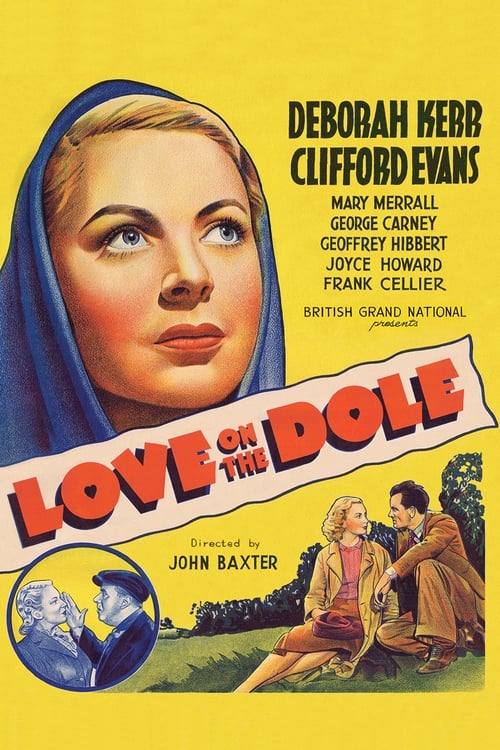 DEBORAH KERR
CLIFFORD EVANS
MARY MERRALL
GEORGE CARNEY
GEOFFREY HIBBERT
JOYCE HOWARD
FRANK CELLIER
BRITISH GRAND NATIONAL
presents
LOVE ON THE DOLE
Directed by
JOHN BAXTER